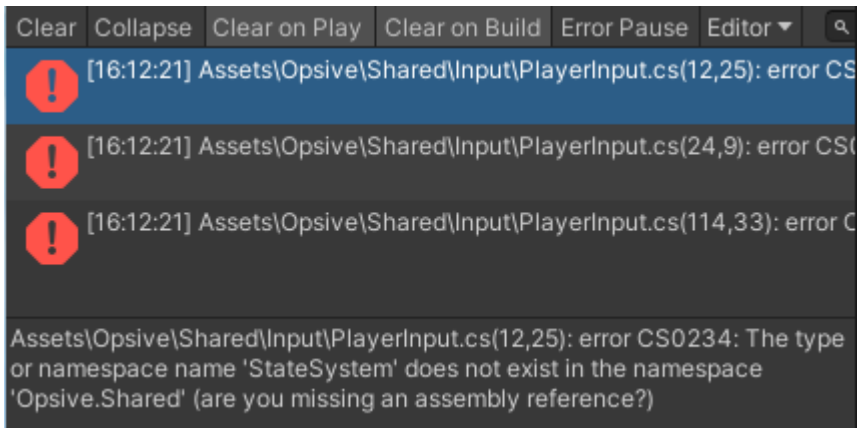 Clear Collapse Clear on Play Clear on Build Error Pause Editor
[16:12:21] Assets\Opsive\Shared\Input\PlayerInput.cs(12,25): error CS
[16:12:21] Assets\Opsive\Shared\Input\PlayerInput.cs(24,9): error CS0
[16:12:21] Assets\Opsive\Shared\Input\PlayerInput.cs(114,33): error C
Assets\Opsive\Shared\Input\PlayerInput.cs(12,25): error CS0234: The type
or namespace name 'StateSystem' does not exist in the namespace
'Opsive.Shared' (are you missing an assembly reference?)